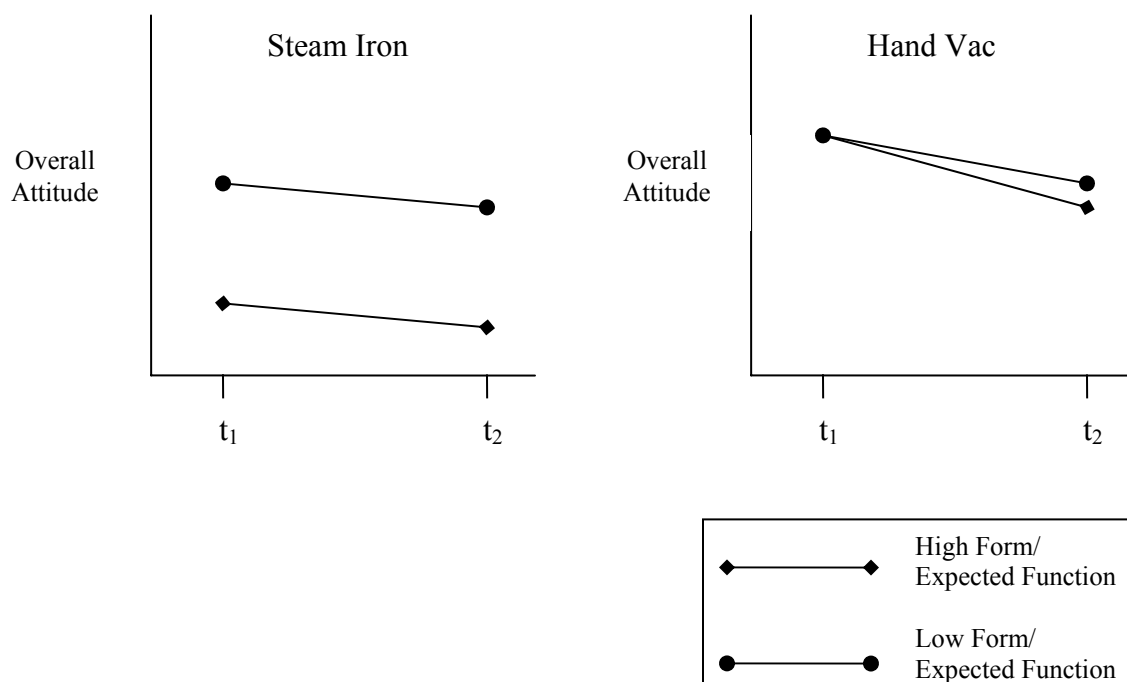 Steam Iron
Overall
Attitude
t₁ t₂
Hand Vac
Overall
Attitude
t₁ t₂
High Form/
Expected Function
Low Form/
Expected Function